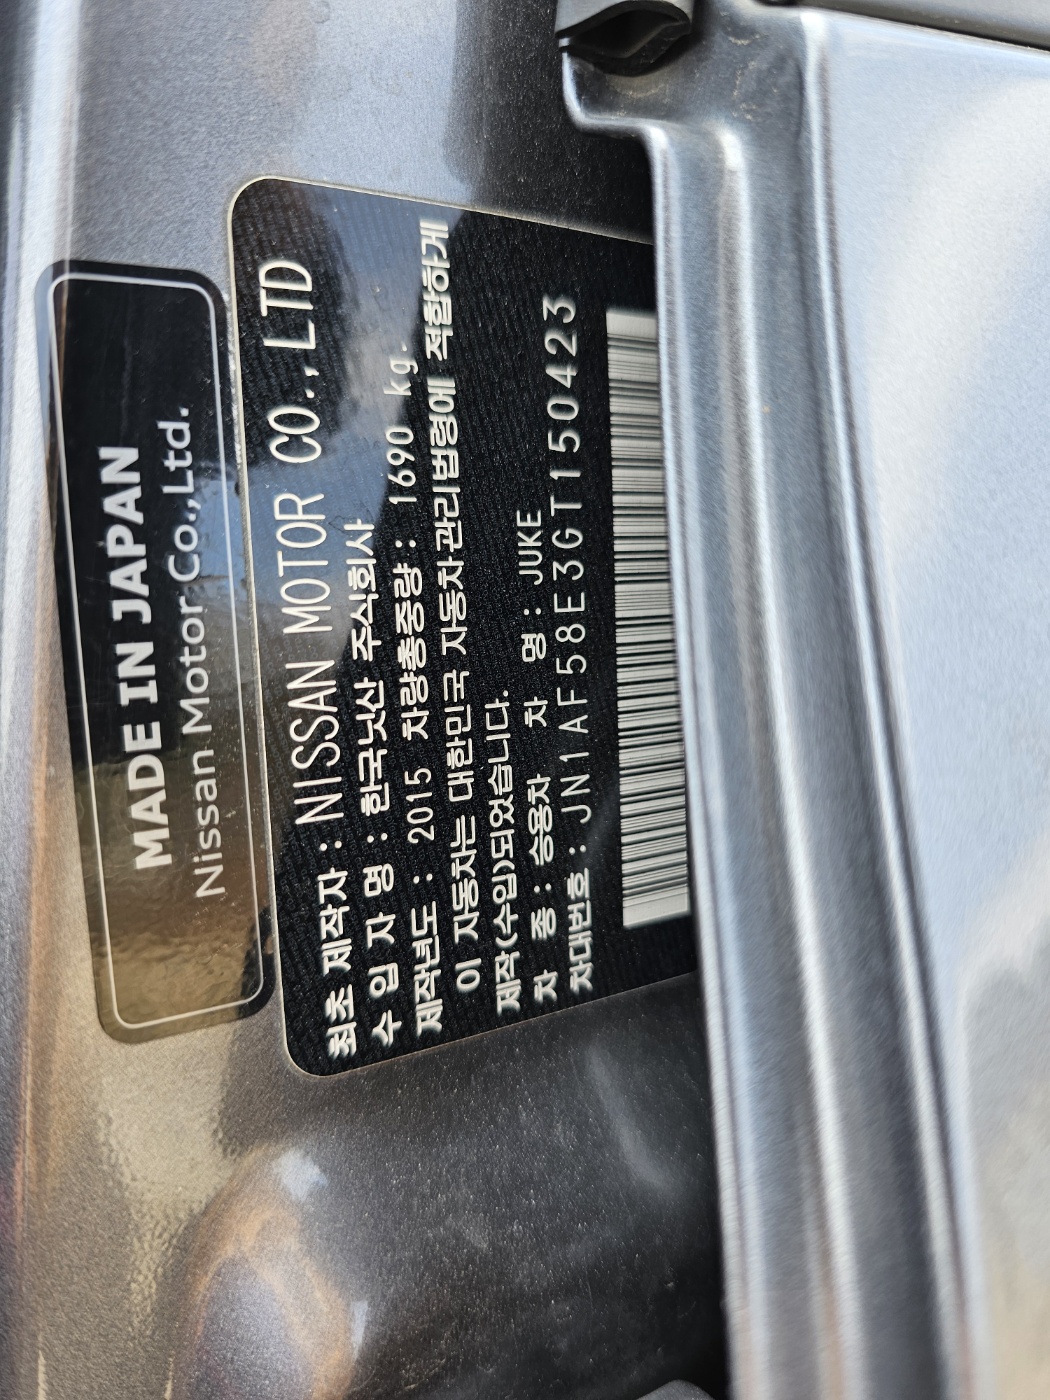 MADE IN JAPAN
Nissan Motor Co.,Ltd.
최초 제작자 : NISSAN MOTOR CO.,LTD
수 입 자 명 : 한국닛산 주식회사
제작년도 : 2015 차량총중량 : 1690 kg.
이 자동차는 대한민국 자동차관리법령에 적합하게
제작(수입)되었습니다.
차 종 : 승용차 차 명 : JUKE
차대번호 : JN1AF58E3GT150423